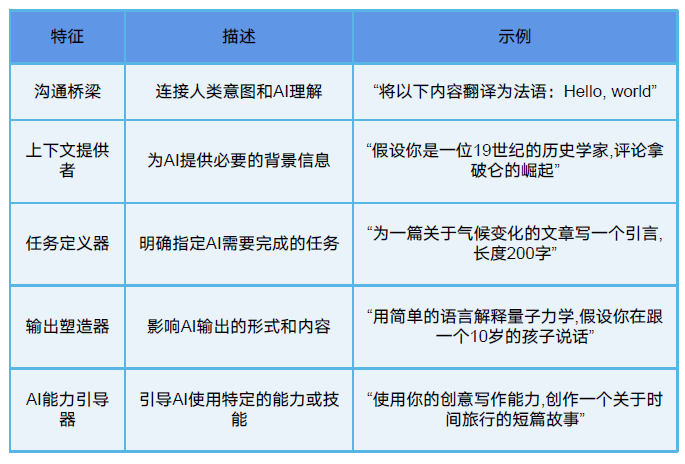 特征 描述 示例
沟通桥梁 连接人类意图和AI理解 “将以下内容翻译为法语：Hello, world”
上下文提供
者
为AI提供必要的背景信息
“假设你是一位19世纪的历史学家,评论拿
破仑的崛起”
任务定义器 明确指定AI需要完成的任务
“为一篇关于气候变化的文章写一个引言,
长度200字”
输出塑造器 影响AI输出的形式和内容
“用简单的语言解释量子力学,假设你在跟
一个10岁的孩子说话”
AI能力引导
器
引导AI使用特定的能力或技
能
“使用你的创意写作能力,创作一个关于时
间旅行的短篇故事”